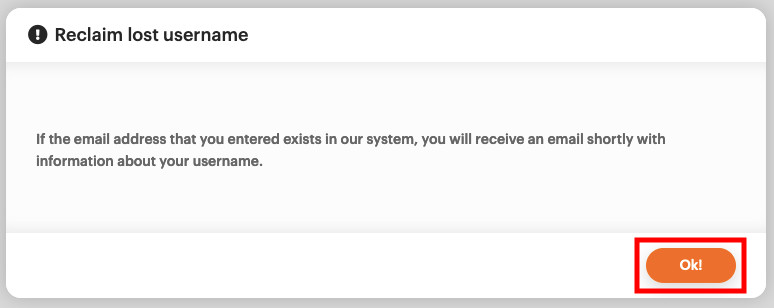 Reclaim lost username
If the email address that you entered exists in our system, you will receive an email shortly with
information about your username.
Ok!